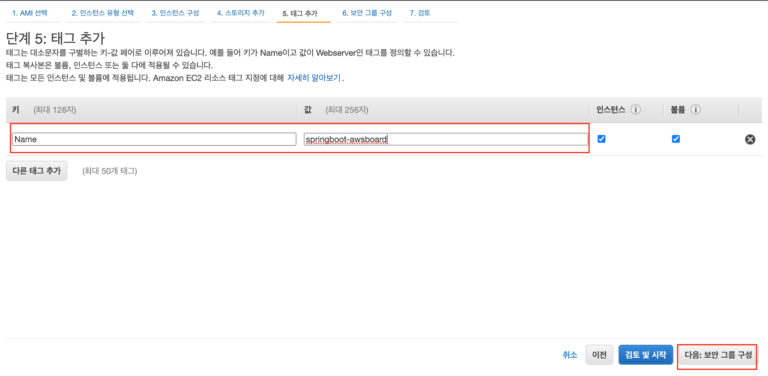 1. AMI 선택 2. 인스턴스 유형 선택 3. 인스턴스 구성 4. 스토리지 추가 5. 태그 추가 6. 보안 그룹 구성 7. 검토
단계 5: 태그 추가
태그는 대소문자를 구별하는 키-값 페어로 이루어져 있습니다. 예를 들어 키가 Name이고 값이 Webserver인 태그를 정의할 수 있습니다.
태그 복사본은 볼륨, 인스턴스 또는 둘 다에 적용될 수 있습니다.
태그는 모든 인스턴스 및 볼륨에 적용됩니다. Amazon EC2 리소스 태그 지정에 대해 자세히 알아보기.
키 (최대 128자) 값 (최대 256자) 인스턴스 볼륨
Name springboot-awsboard
다른 태그 추가 (최대 50개 태그)
취소 이전 검토 및 시작 다음: 보안 그룹 구성